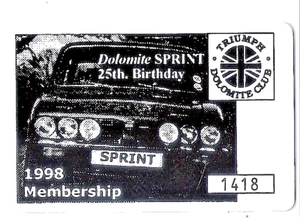 Dolomite SPRINT
25th. Birthday
TRIUMPH
DOLOMITE CLUB
SPRINT
1998
Membership
1418